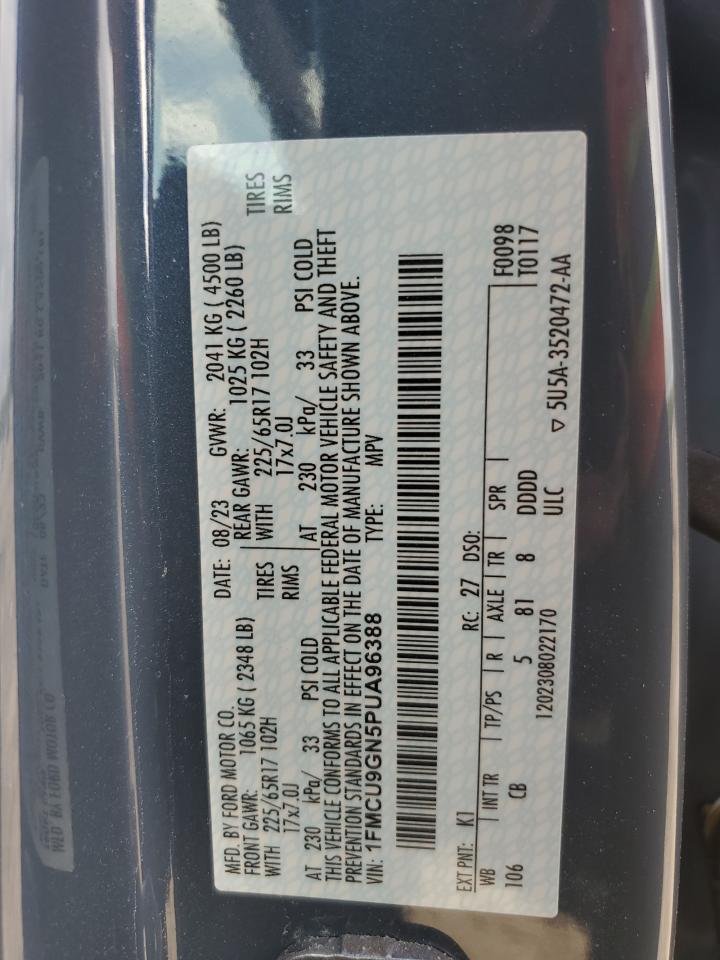 MFD. BY FORD MOTOR CO. DATE: 08/23 GVWR: 2041 KG ( 4500 LB)
FRONT GAWR: 1065 KG ( 2348 LB) REAR GAWR: 1025 KG ( 2260 LB)
WITH 225/65R17 102H TIRES WITH 225/65R17 102H TIRES
17x7.0J RIMS 17x7.0J RIMS
AT 230 kPa/ 33 PSI COLD AT 230 kPa/ 33 PSI COLD
THIS VEHICLE CONFORMS TO ALL APPLICABLE FEDERAL MOTOR VEHICLE SAFETY AND THEFT
PREVENTION STANDARDS IN EFFECT ON THE DATE OF MANUFACTURE SHOWN ABOVE.
VIN: 1FMCU9GN5PUA96388 TYPE: MPV
EXT PNT: K1 RC: 27 DSO:
WB INT TR TP/PS R AXLE TR SPR F0098
106 CB 5 81 8 DDDD T0117
1202308022170 ULC ▽ 5U5A-3520472-AA